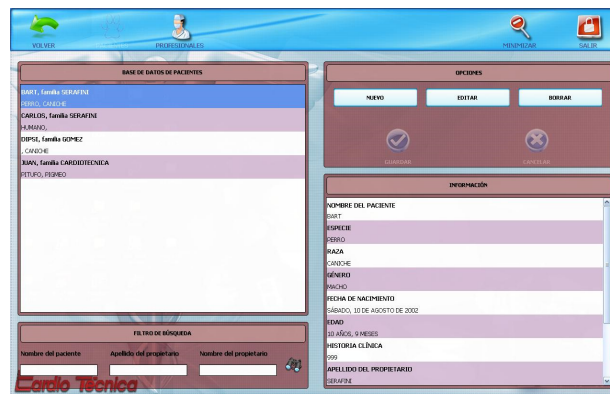 VOLVER
PROFESIONALES
MINIMIZAR
SALIR
BASE DE DATOS DE PACIENTES
BART, familia SERAFINI
PERRO, CANICHE
CARLOS, familia SERAFINI
HUMANO,
DIPSI, familia GOMEZ
, CANICHE
JUAN, familia CARDIOTECNICA
PITUFO, PIGMEO
FILTRO DE BÚSQUEDA
Nombre del paciente
Apellido del propietario
Nombre del propietario
Cardio Técnica
OPCIONES
NUEVO
EDITAR
BORRAR
GUARDAR
CANCELAR
INFORMACIÓN
NOMBRE DEL PACIENTE
BART
ESPECIE
PERRO
RAZA
CANICHE
GÉNERO
MACHO
FECHA DE NACIMIENTO
SÁBADO, 10 DE AGOSTO DE 2002
EDAD
10 AÑOS, 9 MESES
HISTORIA CLÍNICA
999
APELLIDO DEL PROPIETARIO
SERAFINI